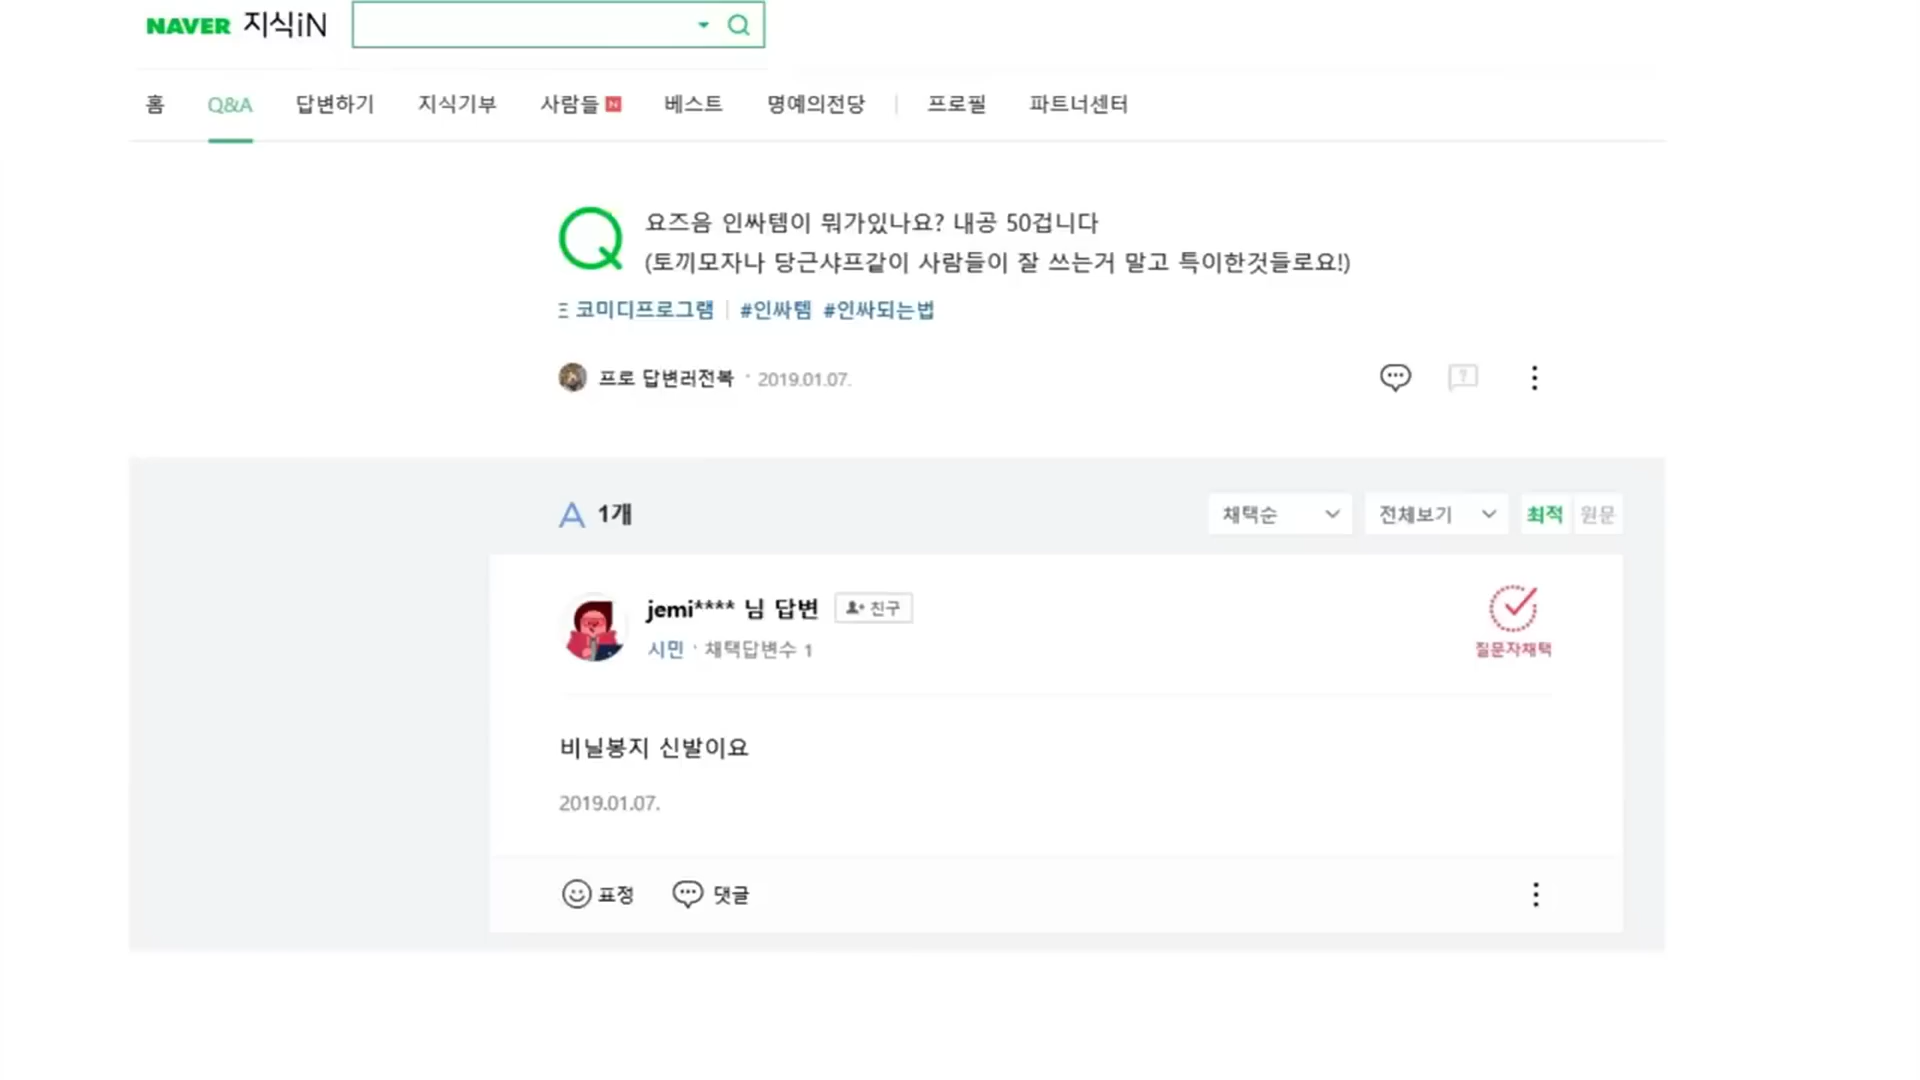 NAVER 지식iN
홈 Q&A 답변하기 지식기부 사람들 N 베스트 명예의전당 프로필 파트너센터
요즈음 인싸템이 뭐가있나요? 내공 50겁니다
(토끼모자나 당근샤프같이 사람들이 잘 쓰는거 말고 특이한것들로요!)
코미디프로그램 #인싸템 #인싸되는법
프로 답변러전복 · 2019.01.07.
A 1개 채택순 전체보기 최적 원문
jemi**** 님 답변 친구
시민 · 채택답변수 1
질문자채택
비닐봉지 신발이요
2019.01.07.
표정 댓글